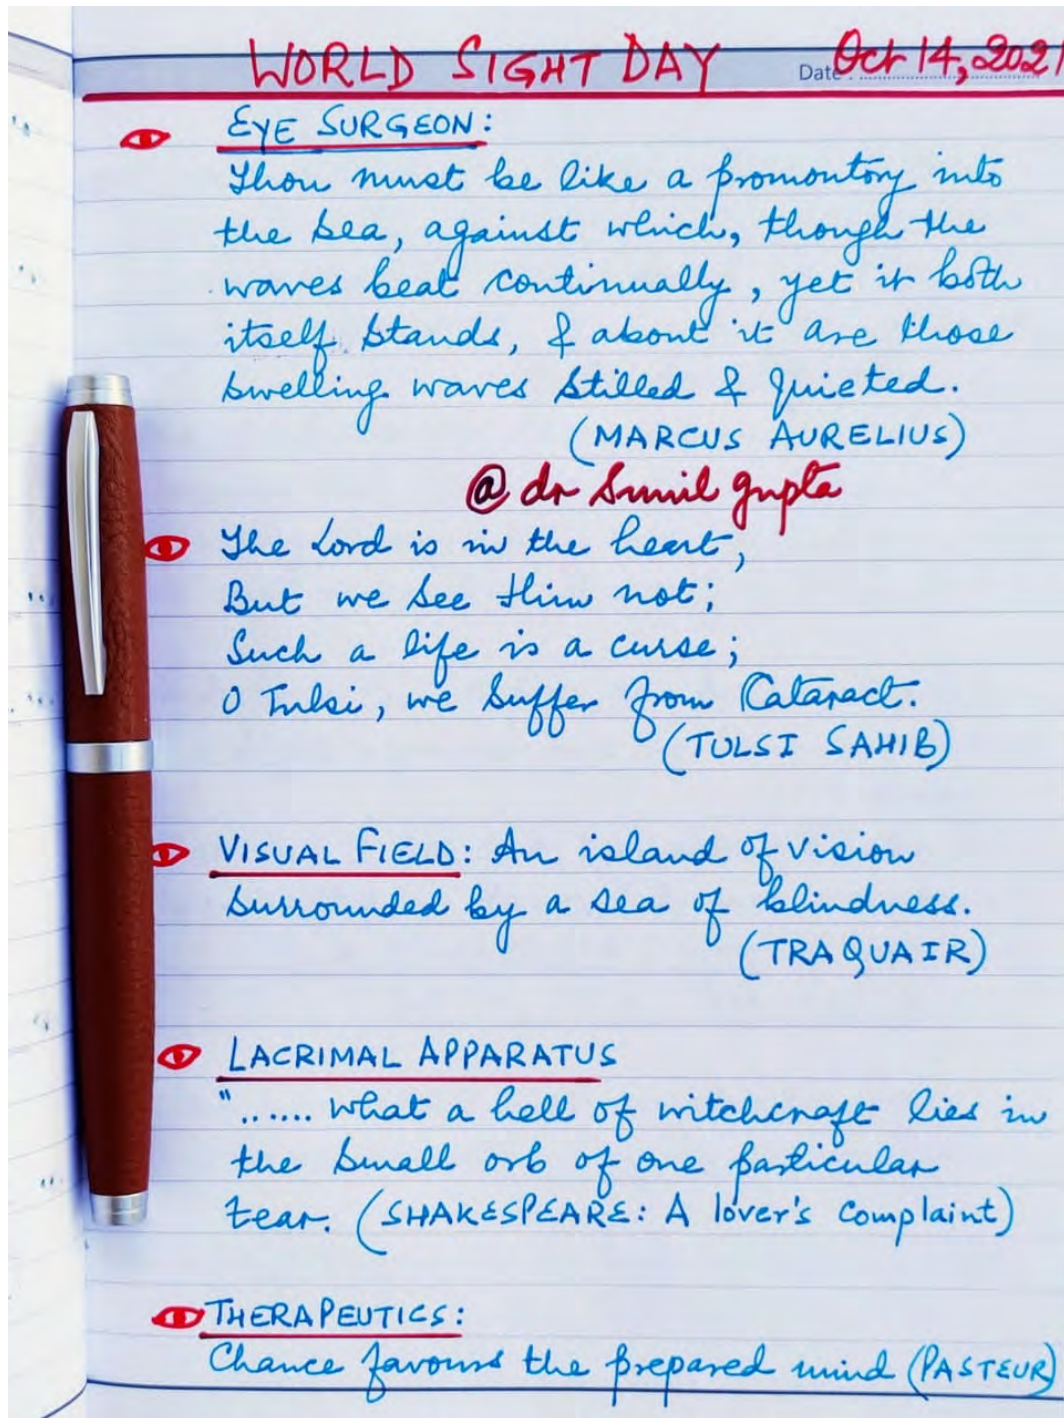 WORLD SIGHT DAY Date Oct 14, 2021
EYE SURGEON:
Thou must be like a promontory into
the sea, against which, though the
waves beat continually, yet it both
itself stands, & about it are those
swelling waves stilled & quieted.
(MARCUS AURELIUS)
@ dr Sunil Gupta
The Lord is in the heart,
But we see Him not;
Such a life is a curse;
O Tulsi, we suffer from Cataract.
(TULSI SAHIB)
VISUAL FIELD: An island of vision
surrounded by a sea of blindness.
(TRAQUAIR)
LACRIMAL APPARATUS
"...... what a hell of witchcraft lies in
the small orb of one particular
tear. (SHAKESPEARE: A lover's complaint)
THERAPEUTICS:
Chance favours the prepared mind (PASTEUR)